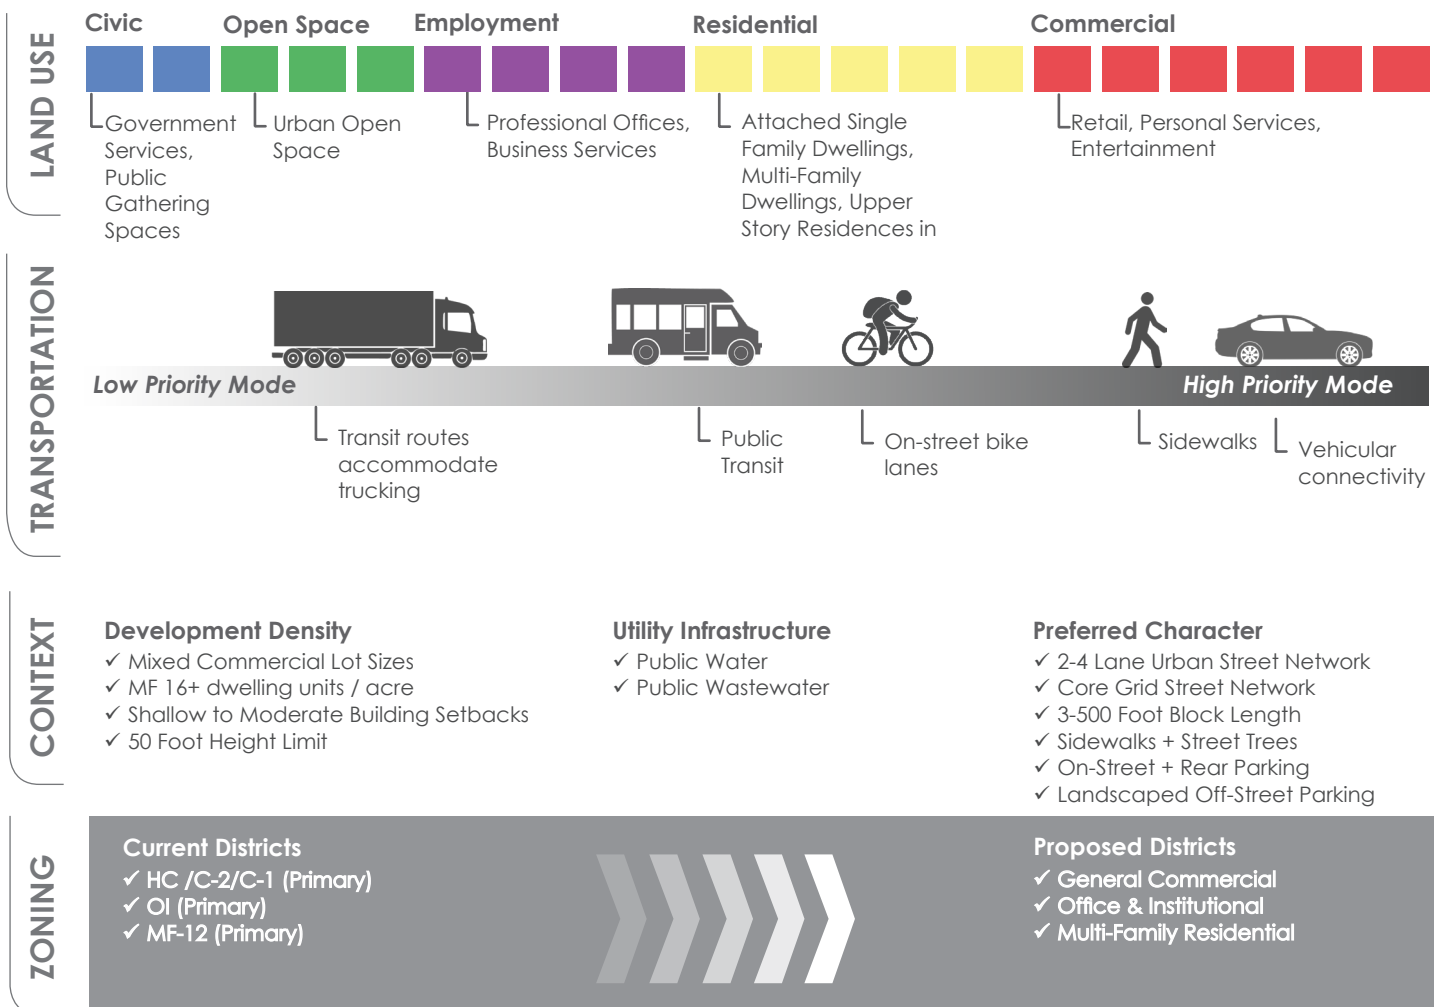 LAND USE
Civic
Open Space
Employment
Residential
Commercial
Government
Services,
Public
Gathering
Spaces
Urban Open
Space
Professional Offices,
Business Services
Attached Single
Family Dwellings,
Multi-Family
Dwellings, Upper
Story Residences in
Retail, Personal Services,
Entertainment
TRANSPORTATION
Low Priority Mode
High Priority Mode
Transit routes
accommodate
trucking
Public
Transit
On-street bike
lanes
Sidewalks
Vehicular
connectivity
CONTEXT
Development Density
✓ Mixed Commercial Lot Sizes
✓ MF 16+ dwelling units / acre
✓ Shallow to Moderate Building Setbacks
✓ 50 Foot Height Limit
Utility Infrastructure
✓ Public Water
✓ Public Wastewater
Preferred Character
✓ 2-4 Lane Urban Street Network
✓ Core Grid Street Network
✓ 3-500 Foot Block Length
✓ Sidewalks + Street Trees
✓ On-Street + Rear Parking
✓ Landscaped Off-Street Parking
ZONING
Current Districts
✓ HC /C-2/C-1 (Primary)
✓ OI (Primary)
✓ MF-12 (Primary)
Proposed Districts
✓ General Commercial
✓ Office & Institutional
✓ Multi-Family Residential